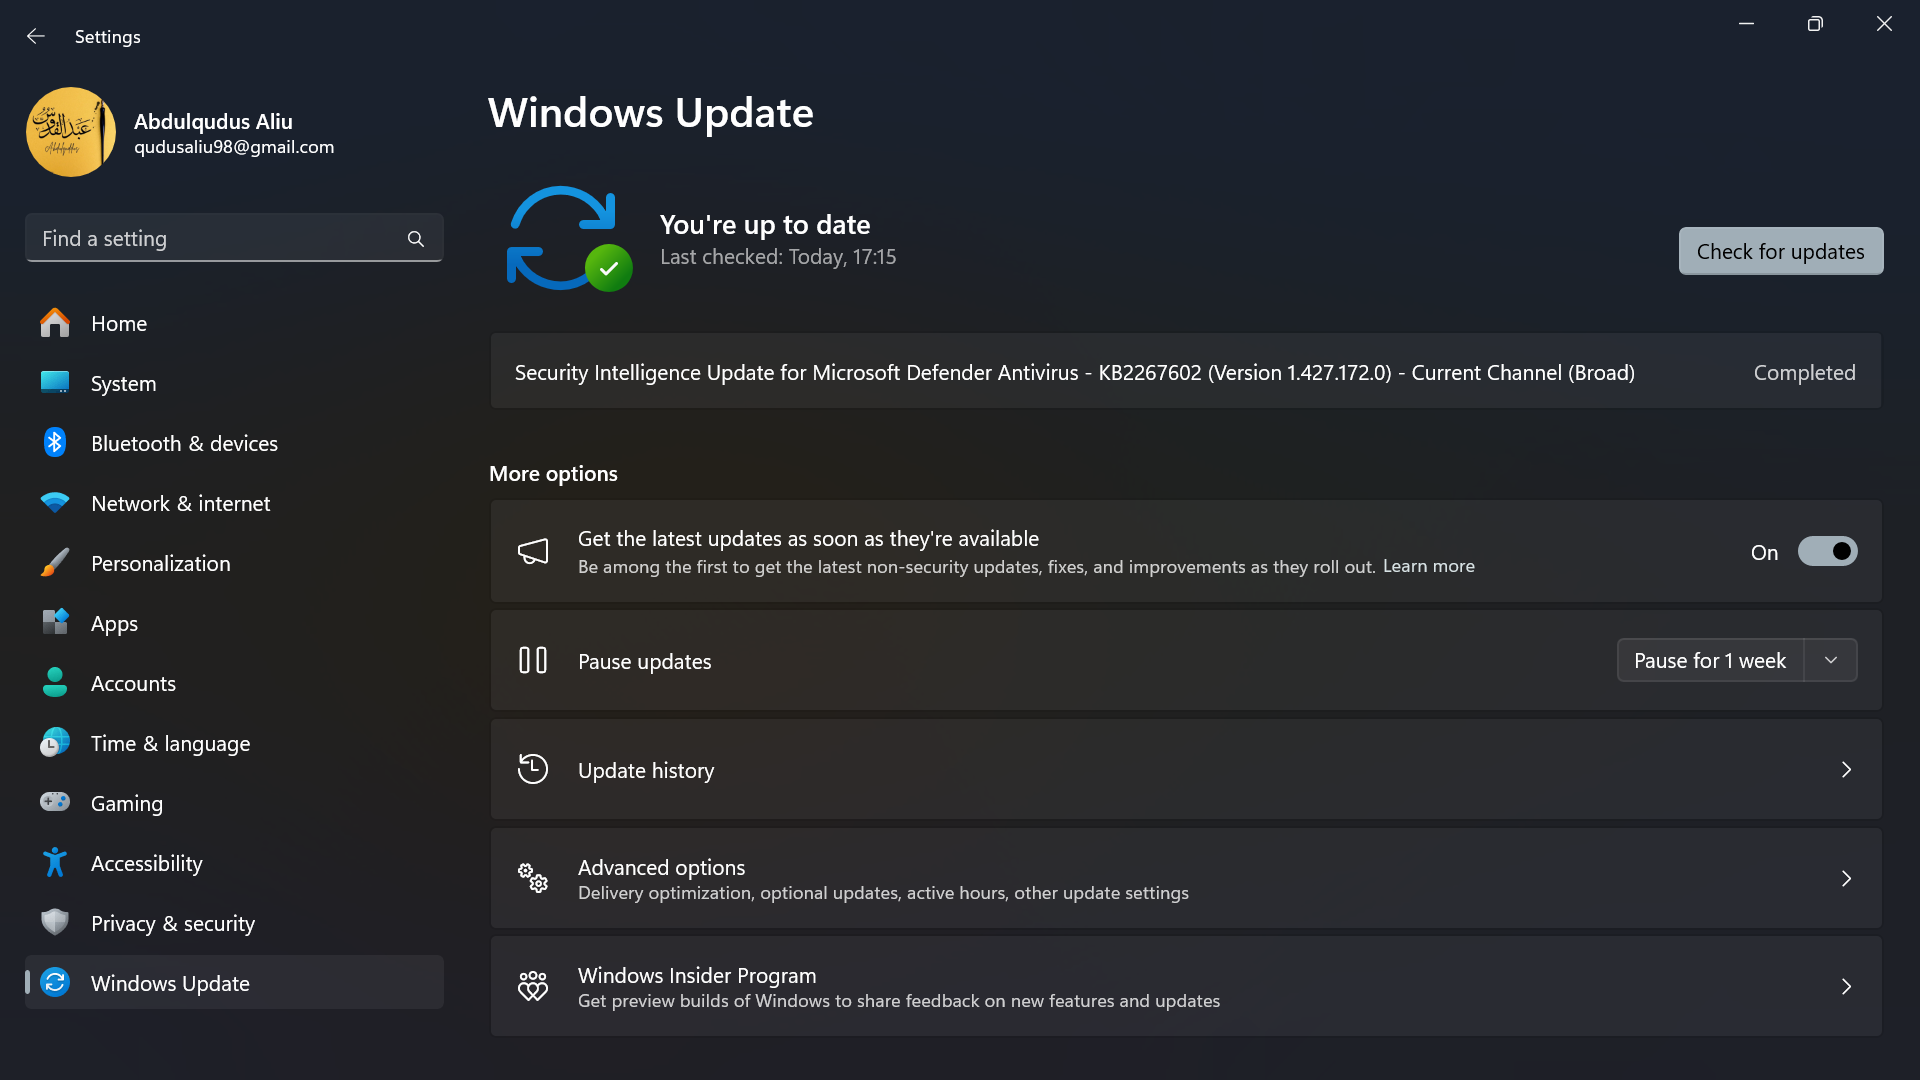 Settings
عبدالقدوس
Abdulqudus Aliu
qudusaliu98@gmail.com
Find a setting
Home
System
Bluetooth & devices
Network & internet
Personalization
Apps
Accounts
Time & language
Gaming
Accessibility
Privacy & security
Windows Update
Windows Update
You're up to date
Last checked: Today, 17:15
Check for updates
Security Intelligence Update for Microsoft Defender Antivirus - KB2267602 (Version 1.427.172.0) - Current Channel (Broad)
Completed
More options
Get the latest updates as soon as they're available
Be among the first to get the latest non-security updates, fixes, and improvements as they roll out. Learn more
On
Pause updates
Pause for 1 week
Update history
Advanced options
Delivery optimization, optional updates, active hours, other update settings
Windows Insider Program
Get preview builds of Windows to share feedback on new features and updates